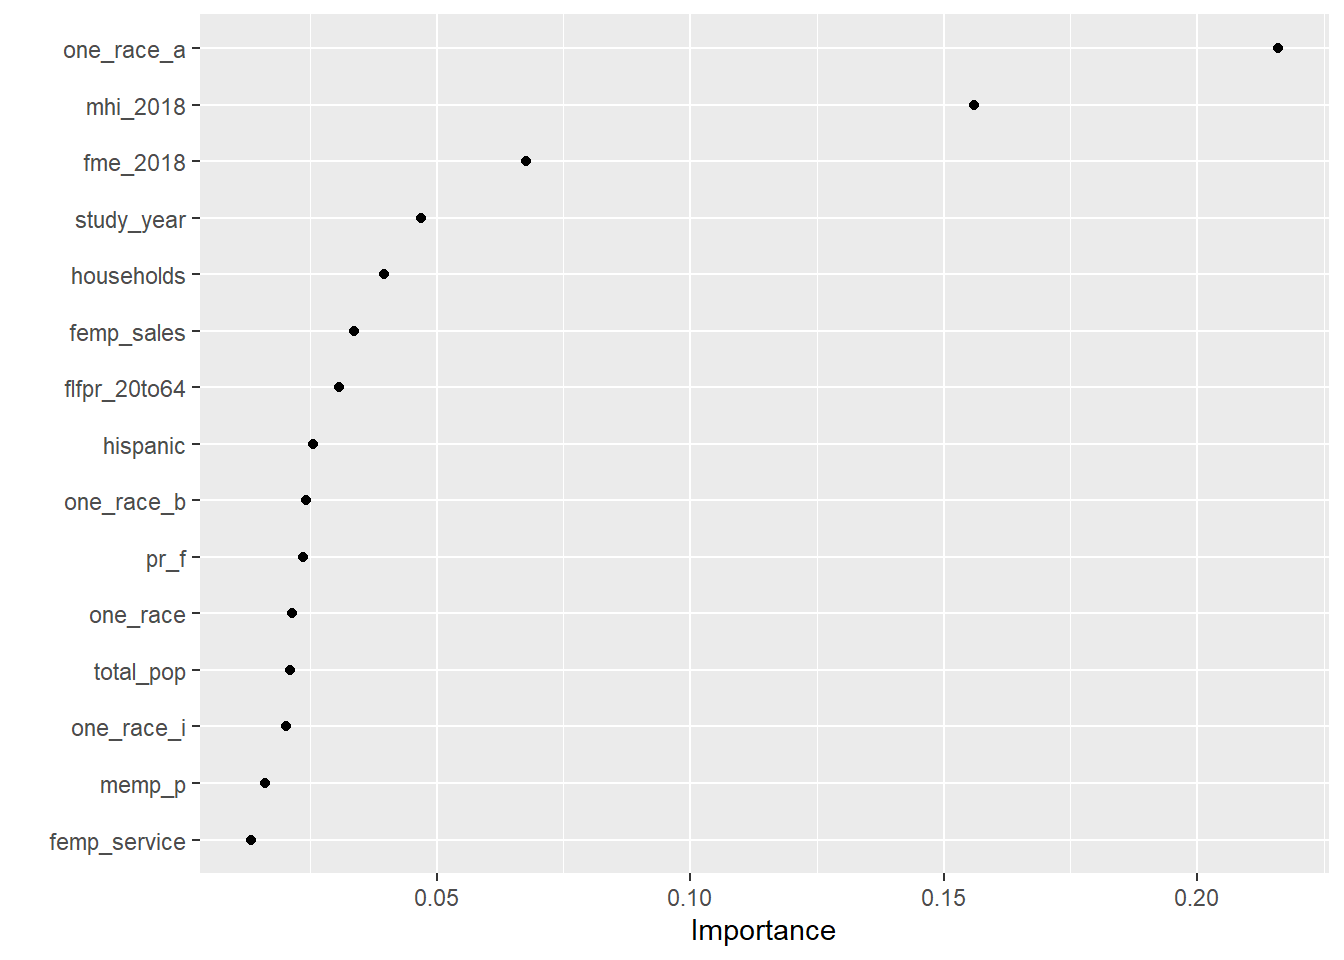 one_race_a
mhi_2018
fme_2018
study_year
households
femp_sales
flfpr_20to64
hispanic
one_race_b
pr_f
one_race
total_pop
one_race_i
memp_p
femp_service
0.05 0.10 0.15 0.20
Importance